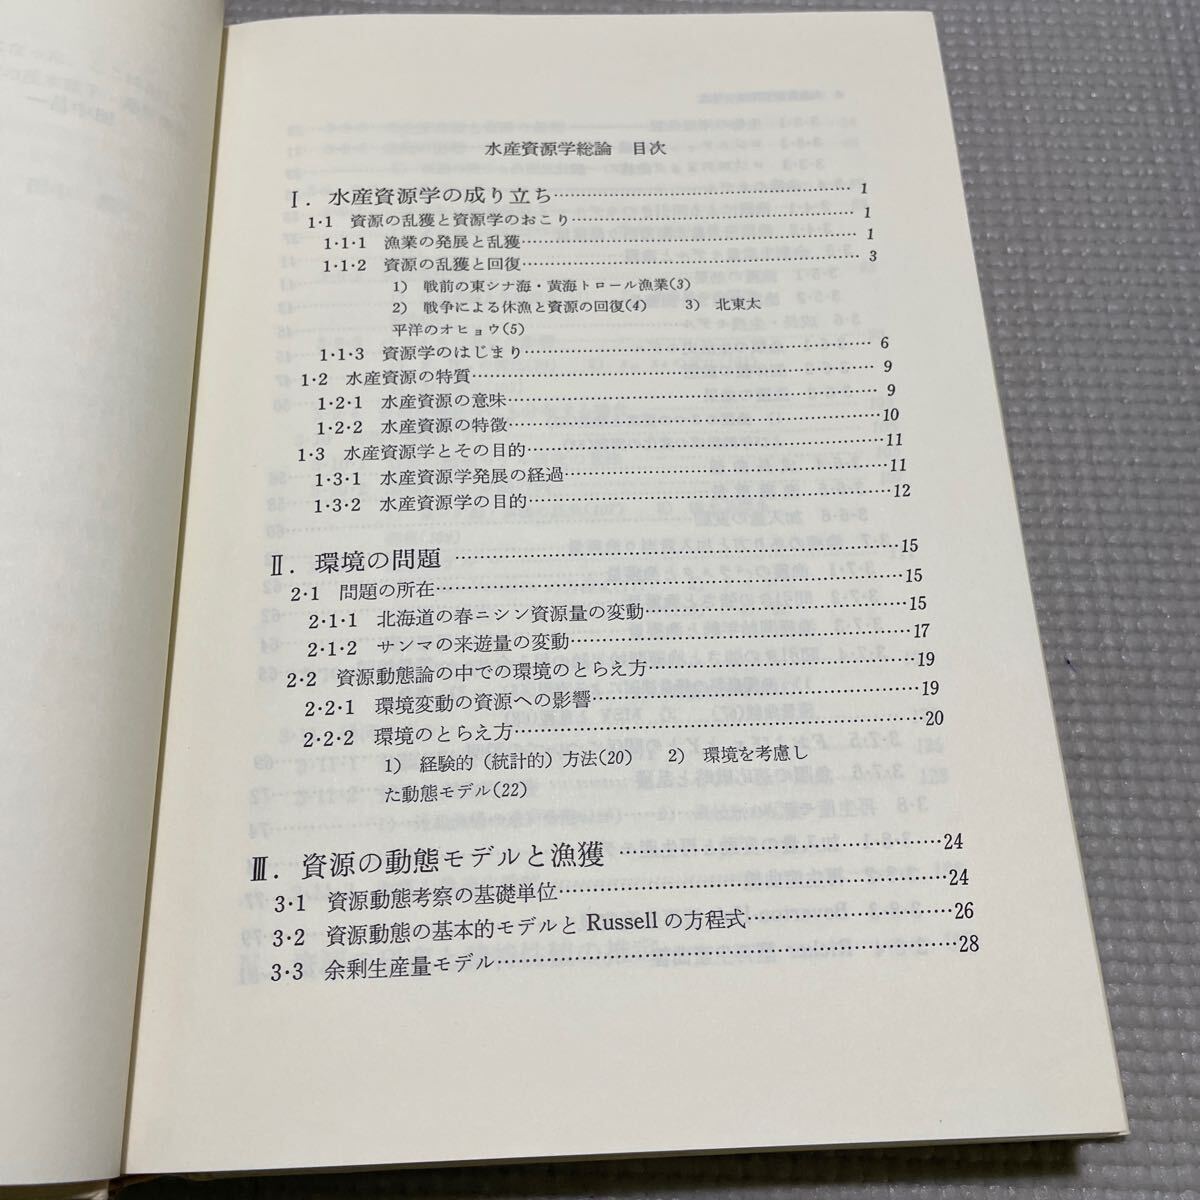 水産資源学総論 目次
Ⅰ. 水産資源学の成り立ち……1
1・1 資源の乱獲と資源学のおこり……1
1・1・1 漁業の発展と乱獲……1
1・1・2 資源の乱獲と回復……3
1) 戦前の東シナ海・黄海トロール漁業(3)
2) 戦争による休漁と資源の回復(4) 3) 北東太
平洋のオヒョウ(5)
1・1・3 資源学のはじまり……6
1・2 水産資源の特質……9
1・2・1 水産資源の意味……9
1・2・2 水産資源の特徴……10
1・3 水産資源学とその目的……11
1・3・1 水産資源学発展の経過……11
1・3・2 水産資源学の目的……12
Ⅱ. 環境の問題……15
2・1 問題の所在……15
2・1・1 北海道の春ニシン資源量の変動……15
2・1・2 サンマの来遊量の変動……17
2・2 資源動態論の中での環境のとらえ方……19
2・2・1 環境変動の資源への影響……19
2・2・2 環境のとらえ方……20
1) 経験的(統計的)方法(20) 2) 環境を考慮し
た動態モデル(22)
Ⅲ. 資源の動態モデルと漁獲……24
3・1 資源動態考察の基礎単位……24
3・2 資源動態の基本的モデルと Russell の方程式……26
3・3 余剰生産量モデル……28